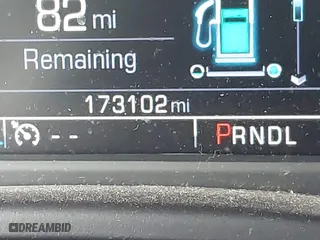 82 mi
Remaining
173102 mi
-- PRNDL
DREAMBID